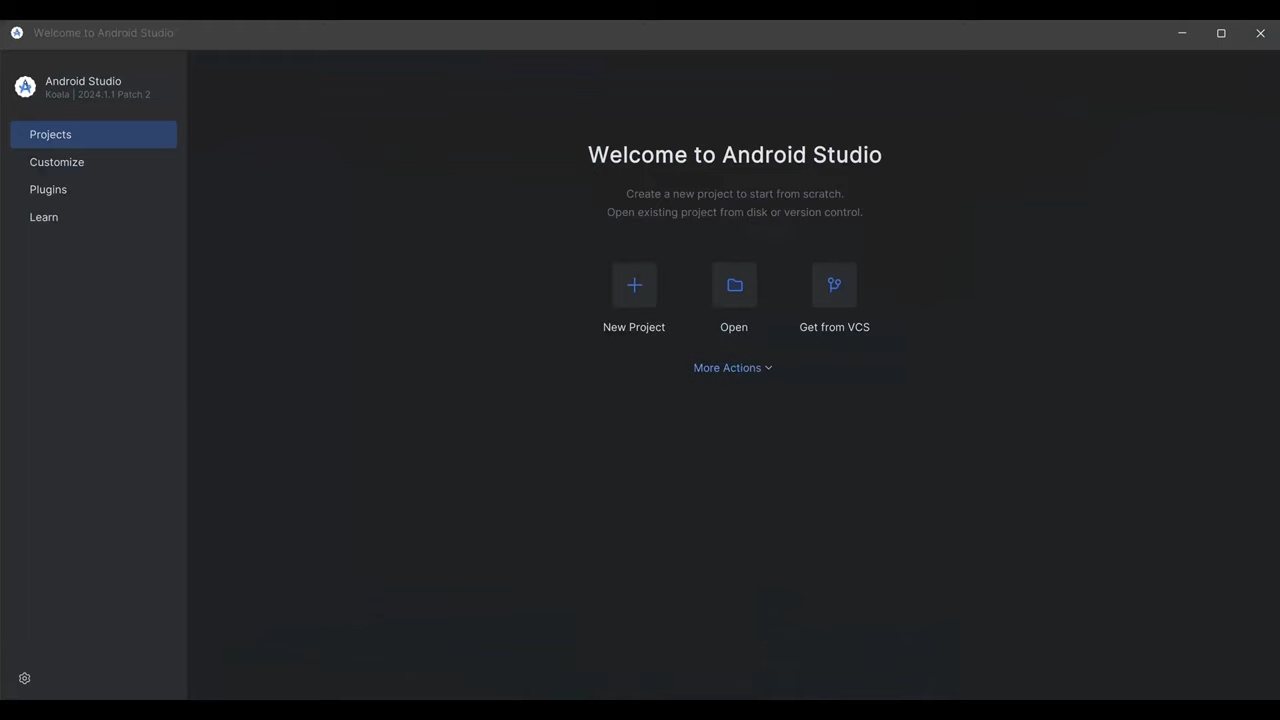 Welcome to Android Studio
Android Studio
Koala | 2024.1.1 Patch 2
Projects
Customize
Plugins
Learn
Welcome to Android Studio
Create a new project to start from scratch.
Open existing project from disk or version control.
New Project
Open
Get from VCS
More Actions